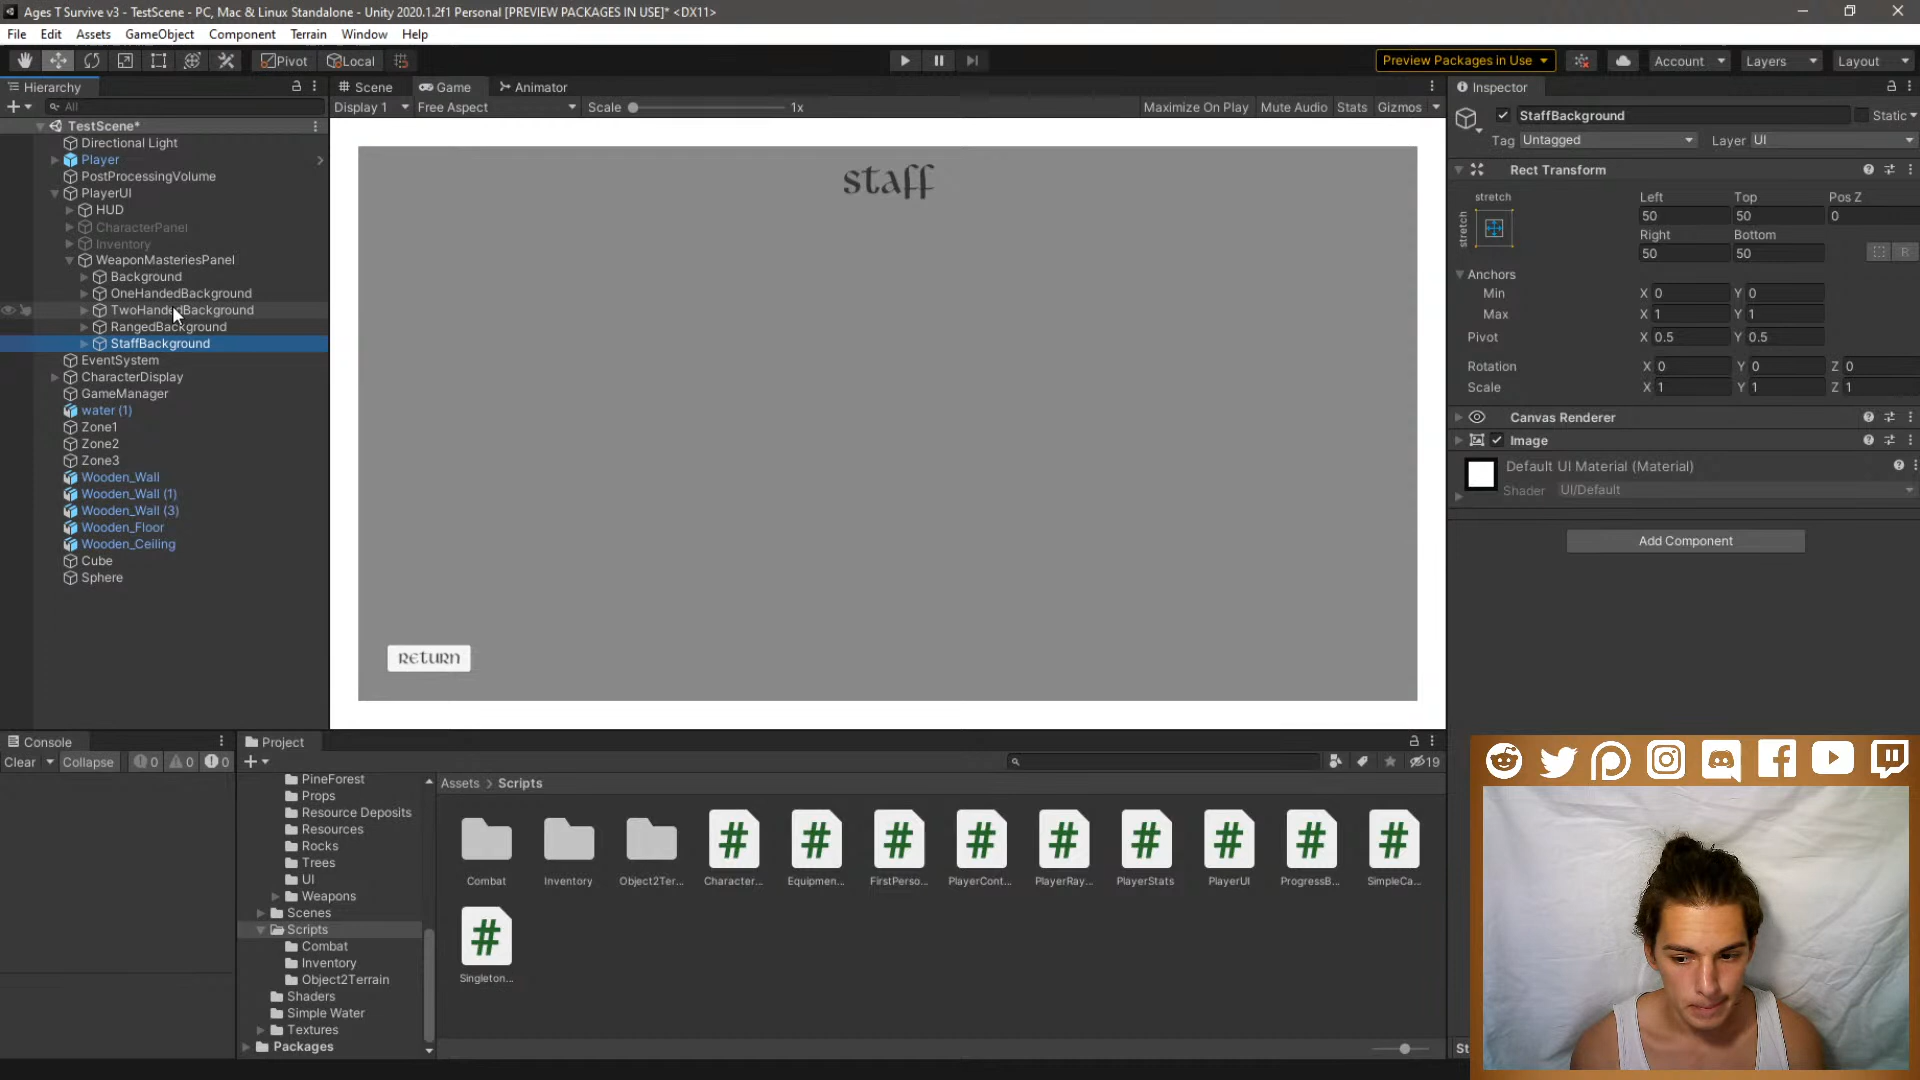 Ages T Survive v3 - TestScene - PC, Mac & Linux Standalone - Unity 2020.1.2f1 Personal [PREVIEW PACKAGES IN USE]* <DX11>
File Edit Assets GameObject Component Terrain Window Help
Pivot Local Preview Packages in Use Account Layers Layout
Hierarchy
All
TestScene*
Directional Light
Player
PostProcessingVolume
PlayerUI
HUD
CharacterPanel
Inventory
WeaponMasteriesPanel
Background
OneHandedBackground
TwoHandedBackground
RangedBackground
StaffBackground
EventSystem
CharacterDisplay
GameManager
water (1)
Zone1
Zone2
Zone3
Wooden_Wall
Wooden_Wall (1)
Wooden_Wall (3)
Wooden_Floor
Wooden_Ceiling
Cube
Sphere
Scene Game Animator
Display 1 Free Aspect Scale 1x Maximize On Play Mute Audio Stats Gizmos
staff
Return
Inspector
StaffBackground Static
Tag Untagged Layer UI
Rect Transform
stretch Left Top Pos Z
stretch 50 50 0
Right Bottom
50 50 R
Anchors
Min X 0 Y 0
Max X 1 Y 1
Pivot X 0.5 Y 0.5
Rotation X 0 Y 0 Z 0
Scale X 1 Y 1 Z 1
Canvas Renderer
Image
Default UI Material (Material)
Shader UI/Default
Add Component
Console
Clear Collapse 0 0 0
Project
19
PineForest
Props
Resource Deposits
Resources
Rocks
Trees
UI
Weapons
Scenes
Scripts
Combat
Inventory
Object2Terrain
Shaders
Simple Water
Textures
Packages
Assets > Scripts
Combat Inventory Object2Ter... Character... Equipmen... FirstPerso... PlayerCont... PlayerRay... PlayerStats PlayerUI ProgressB... SimpleCa...
Singleton...
St